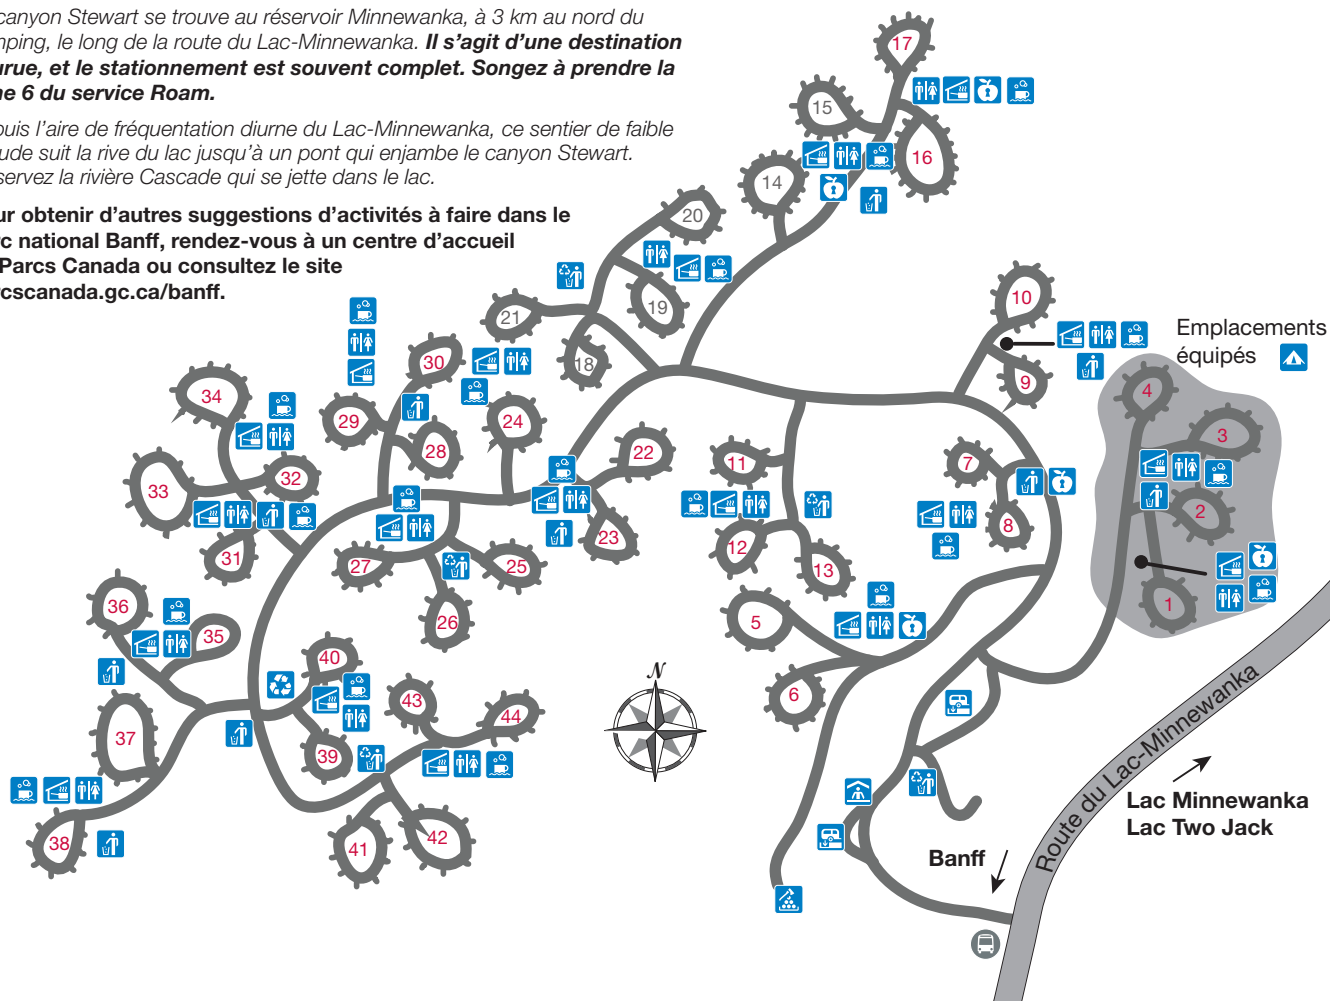 canyon Stewart se trouve au réservoir Minnewanka, à 3 km au nord du
mping, le long de la route du Lac-Minnewanka. Il s'agit d'une destination
urue, et le stationnement est souvent complet. Songez à prendre la
ne 6 du service Roam.
ouis l'aire de fréquentation diurne du Lac-Minnewanka, ce sentier de faible
ude suit la rive du lac jusqu'à un pont qui enjambe le canyon Stewart.
servez la rivière Cascade qui se jette dans le lac.
ur obtenir d'autres suggestions d'activités à faire dans le
rc national Banff, rendez-vous à un centre d'accueil
Parcs Canada ou consultez le site
rcscanada.gc.ca/banff.
17
15
16
14
20
19
21
18
10
Emplacements
équipés
9
4
30
34
29
24
28
22
3
11
7
32
33
2
8
12
23
31
27
25
13
1
36
26
5
35
40
6
43
44
37
39
N
38
41
42
Route du Lac-Minnewanka
Lac Minnewanka
Lac Two Jack
Banff